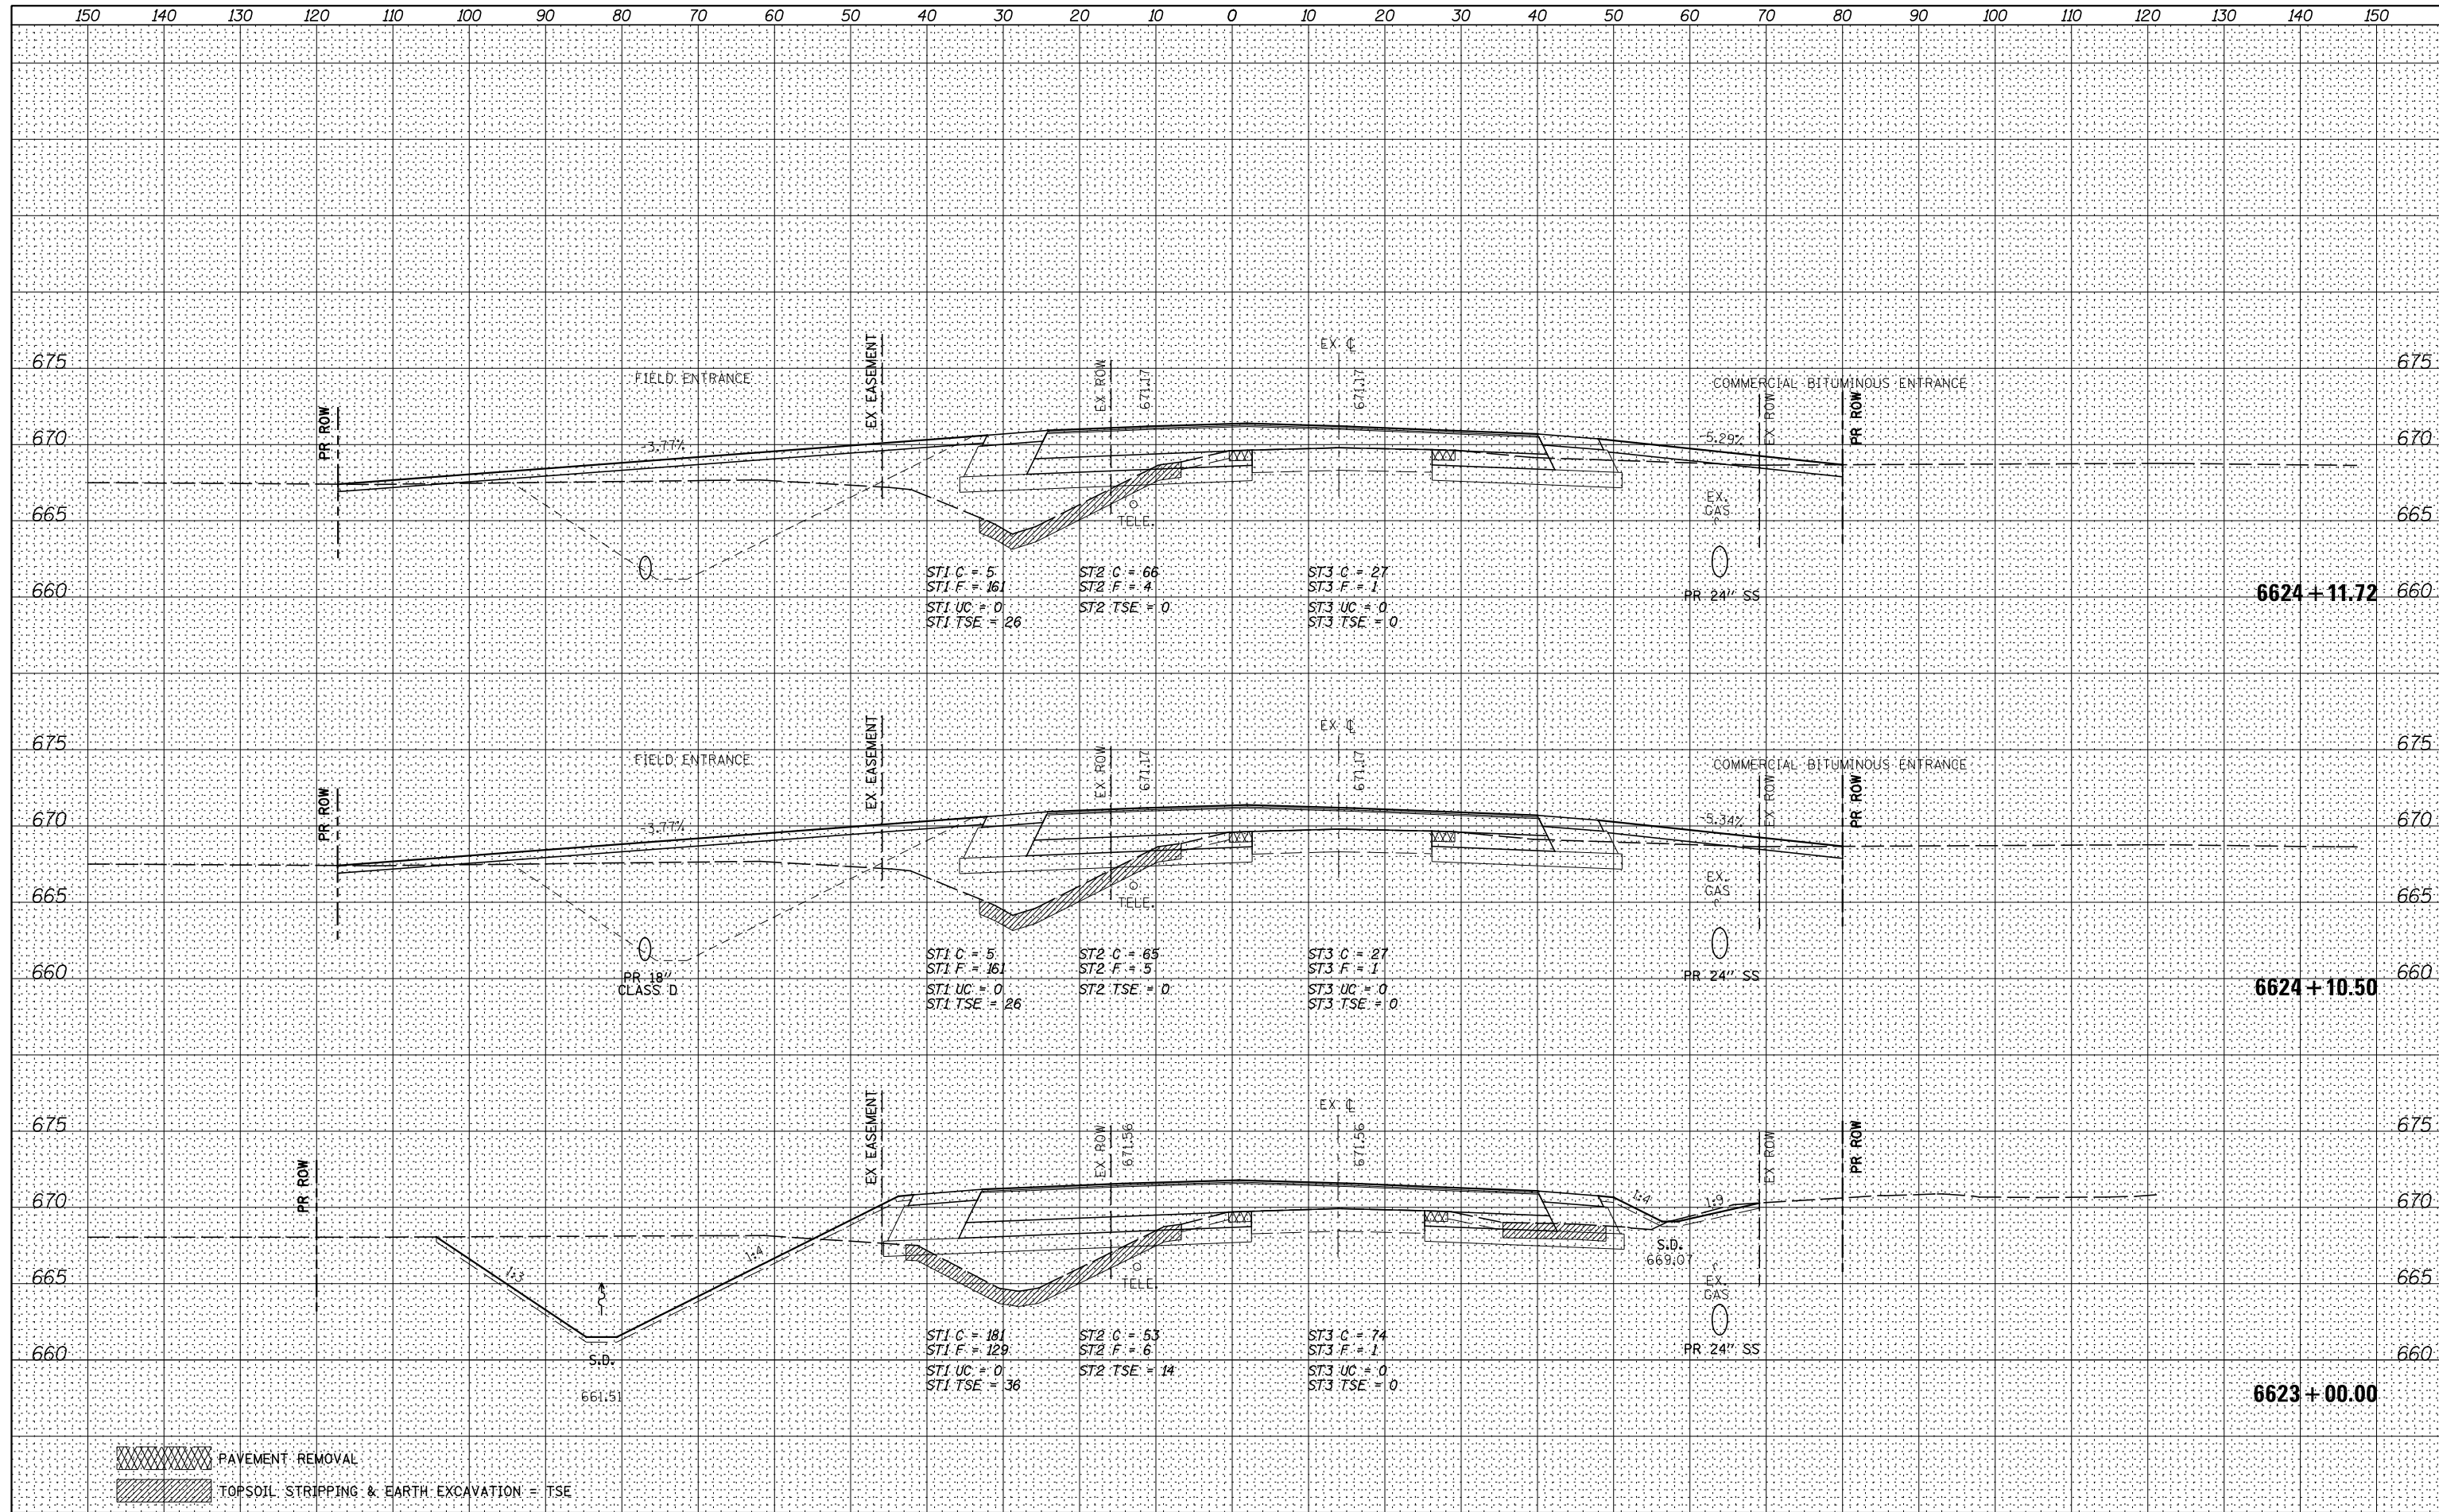 150 140 130 120 110 100 90 80 70 60 50 40 30 20 10 0 10 20 30 40 50 60 70 80 90 100 110 120 130 140 150
EX ℄
675 675
FIELD ENTRANCE
EX EASEMENT
EX ROW
671.17
671.17
COMMERCIAL BITUMINOUS ENTRANCE
PR ROW
EX ROW
PR ROW
670 670
-3.77%
-5.29%
EX.
GAS
665 665
TELE.
ST1 C = 5 ST2 C = 66 ST3 C = 27
ST1 F = 161 ST2 F = 4 ST3 F = 1
660 PR 24" SS 6624+11.72 660
ST1 UC = 0 ST2 TSE = 0 ST3 UC = 0
ST1 TSE = 26 ST3 TSE = 0
EX ℄
675 675
FIELD ENTRANCE
EX EASEMENT
EX ROW
671.17
671.17
COMMERCIAL BITUMINOUS ENTRANCE
PR ROW
EX ROW
PR ROW
670 670
-3.77%
-5.34%
EX.
GAS
665 665
TELE.
ST1 C = 5 ST2 C = 65 ST3 C = 27
ST1 F = 161 ST2 F = 5 ST3 F = 1
660 PR 18" PR 24" SS 660
CLASS D
6624+10.50
ST1 UC = 0 ST2 TSE = 0 ST3 UC = 0
ST1 TSE = 26 ST3 TSE = 0
EX ℄
675 675
EX EASEMENT
EX ROW
671.56
671.56
PR ROW
EX ROW
PR ROW
670 670
1:4
1:9
S.D.
669.07
1:4
1:3
665 665
TELE.
EX.
GAS
ST1 C = 181 ST2 C = 53 ST3 C = 74
ST1 F = 129 ST2 F = 6 ST3 F = 1
PR 24" SS
660 660
S.D.
ST1 UC = 0 ST2 TSE = 14 ST3 UC = 0
ST1 TSE = 36 ST3 TSE = 0
661.51
6623+00.00
PAVEMENT REMOVAL
TOPSOIL STRIPPING & EARTH EXCAVATION = TSE